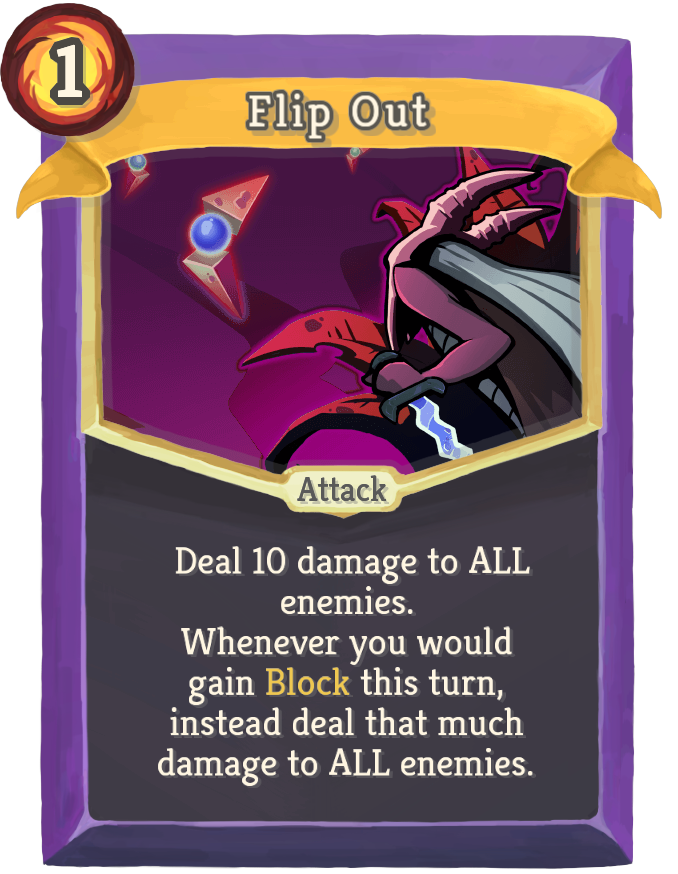 1
Flip Out
Attack
Deal 10 damage to ALL
enemies.
Whenever you would
gain Block this turn,
instead deal that much
damage to ALL enemies.